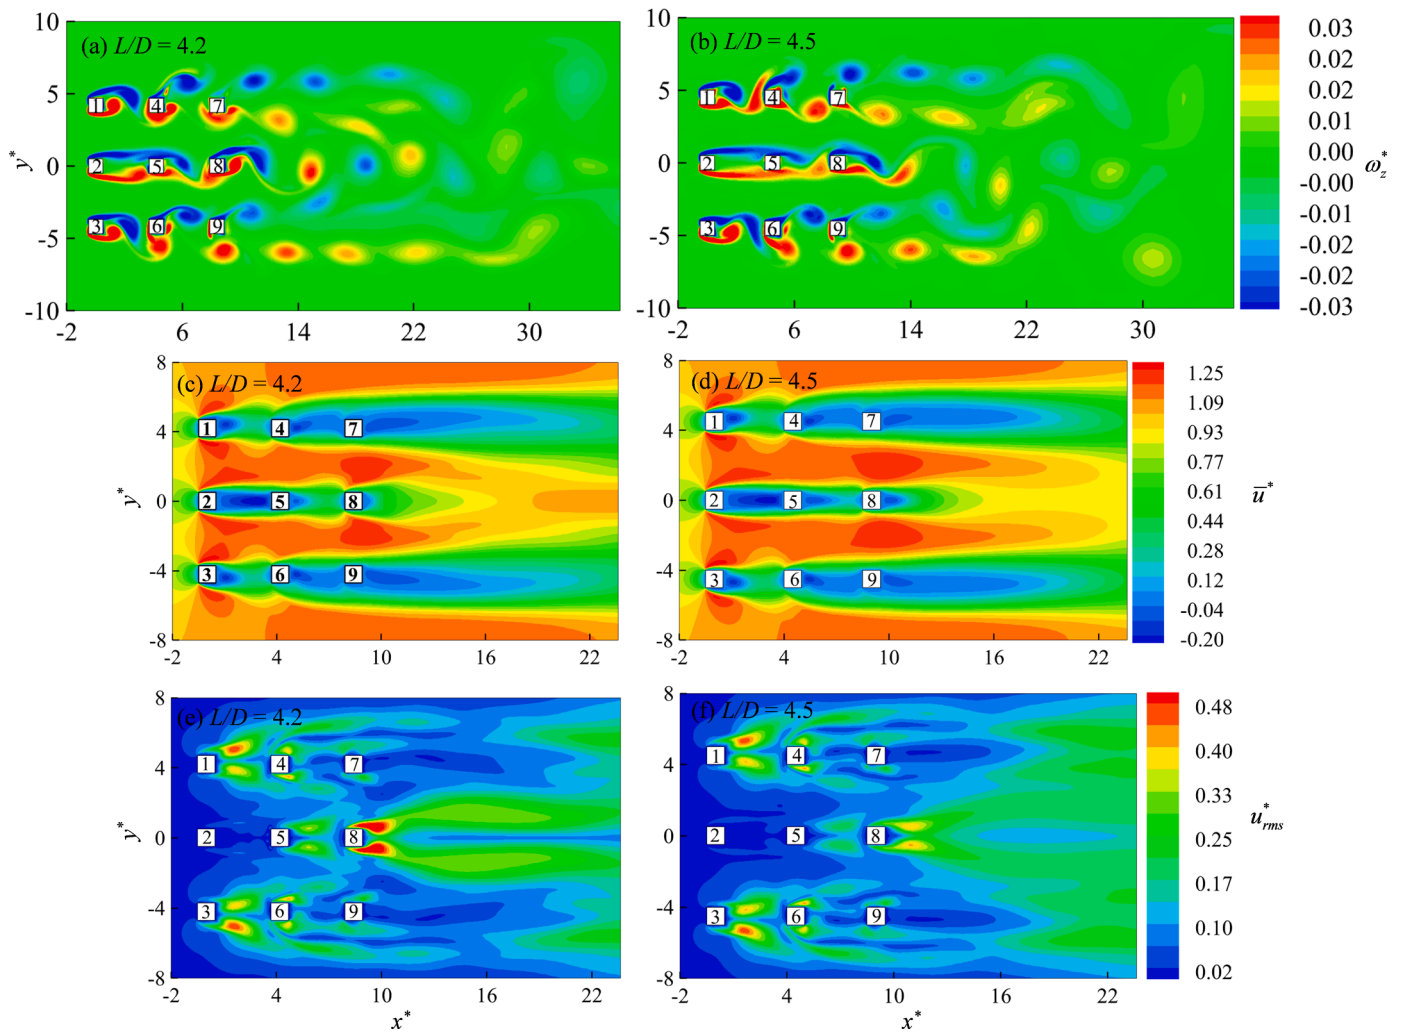 10
5
0
-5
-10
y*
(a) L/D = 4.2
1 4 7
2 5 8
3 6 9
-2 6 14 22 30
10
5
0
-5
-10
(b) L/D = 4.5
1 4 7
2 5 8
3 6 9
-2 6 14 22 30
0.03
0.02
0.02
0.01
0.00
-0.00
-0.01
-0.02
-0.02
-0.03
ω*z
8
4
0
-4
-8
y*
(c) L/D = 4.2
1 4 7
2 5 8
3 6 9
-2 4 10 16 22
8
4
0
-4
-8
(d) L/D = 4.5
1 4 7
2 5 8
3 6 9
-2 4 10 16 22
1.25
1.09
0.93
0.77
0.61
0.44
0.28
0.12
-0.04
-0.20
u̅*
8
4
0
-4
-8
y*
(e) L/D = 4.2
1 4 7
2 5 8
3 6 9
-2 4 10 16 22
x*
8
4
0
-4
-8
(f) L/D = 4.5
1 4 7
2 5 8
3 6 9
-2 4 10 16 22
x*
0.48
0.40
0.33
0.25
0.17
0.10
0.02
u*rms